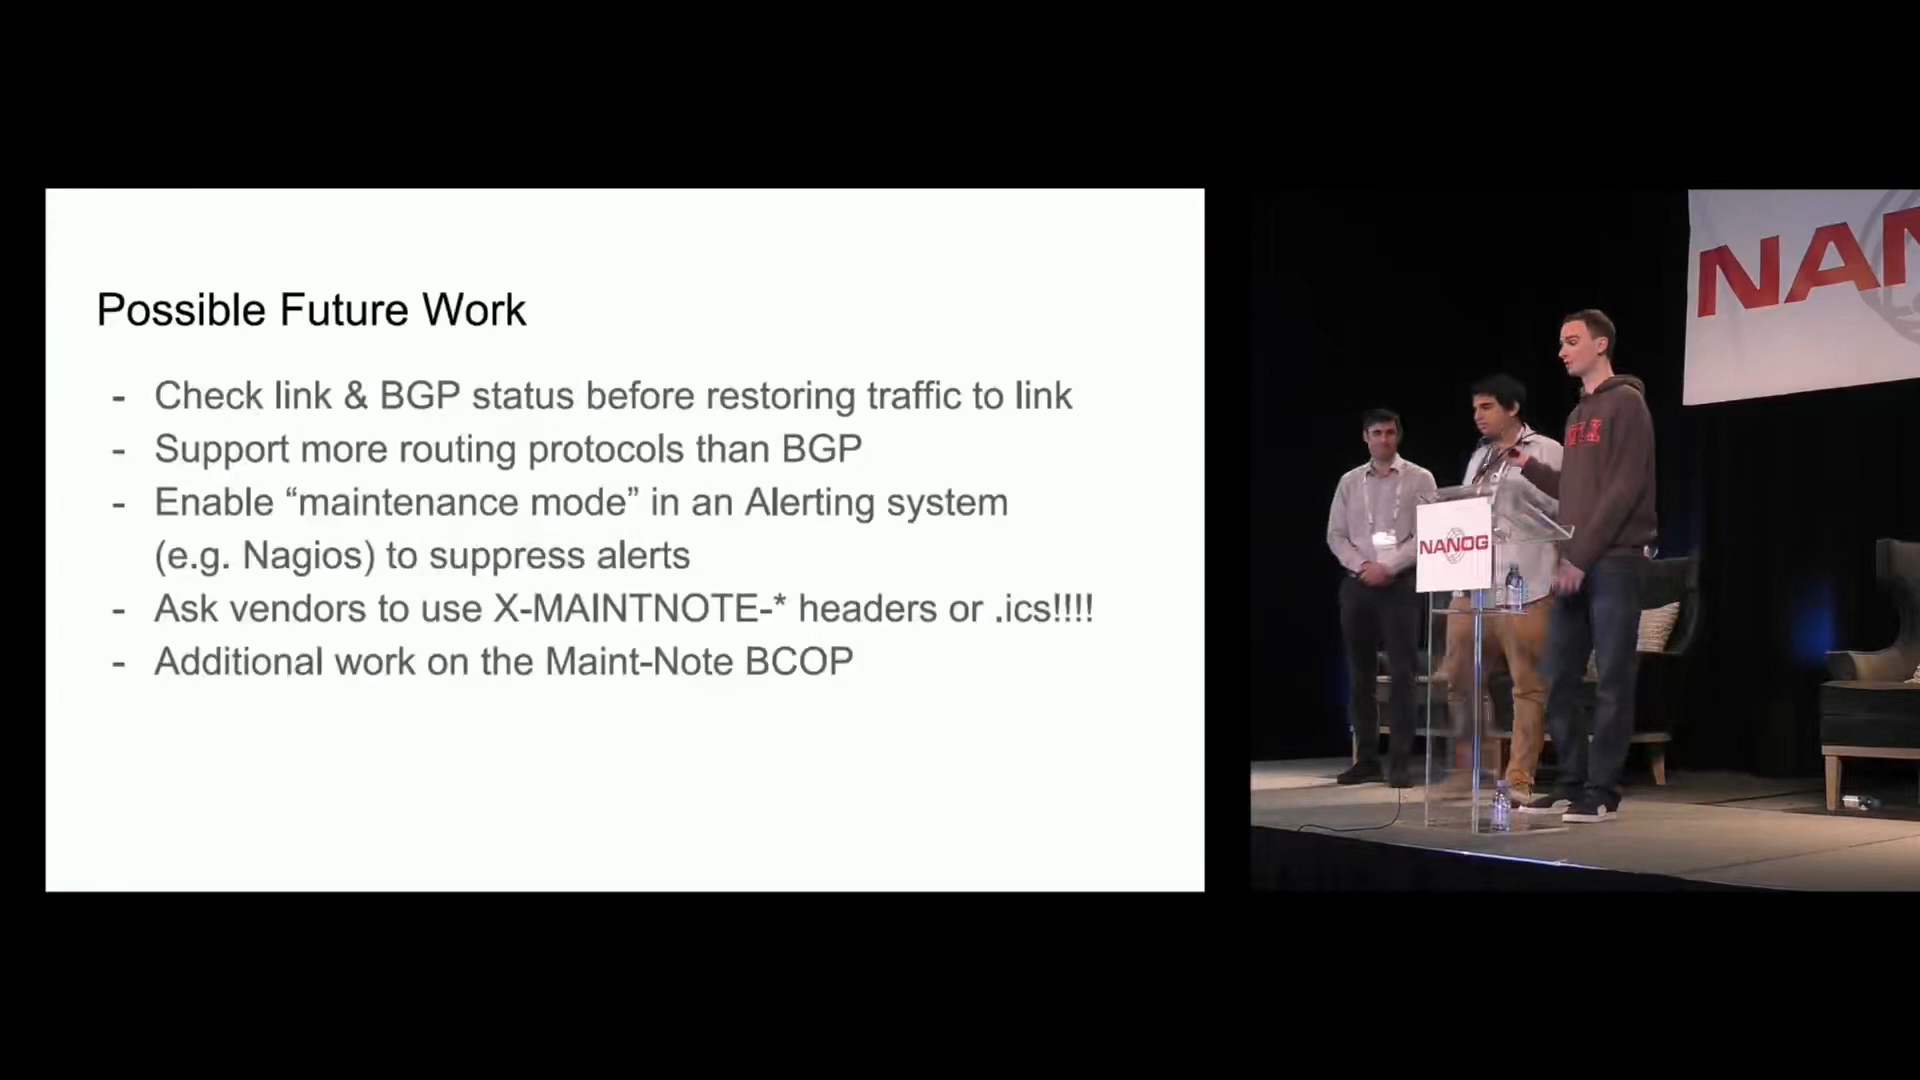 Possible Future Work
- Check link & BGP status before restoring traffic to link
- Support more routing protocols than BGP
- Enable “maintenance mode” in an Alerting system
(e.g. Nagios) to suppress alerts
- Ask vendors to use X-MAINTNOTE-* headers or .ics!!!!
- Additional work on the Maint-Note BCOP
NANOG